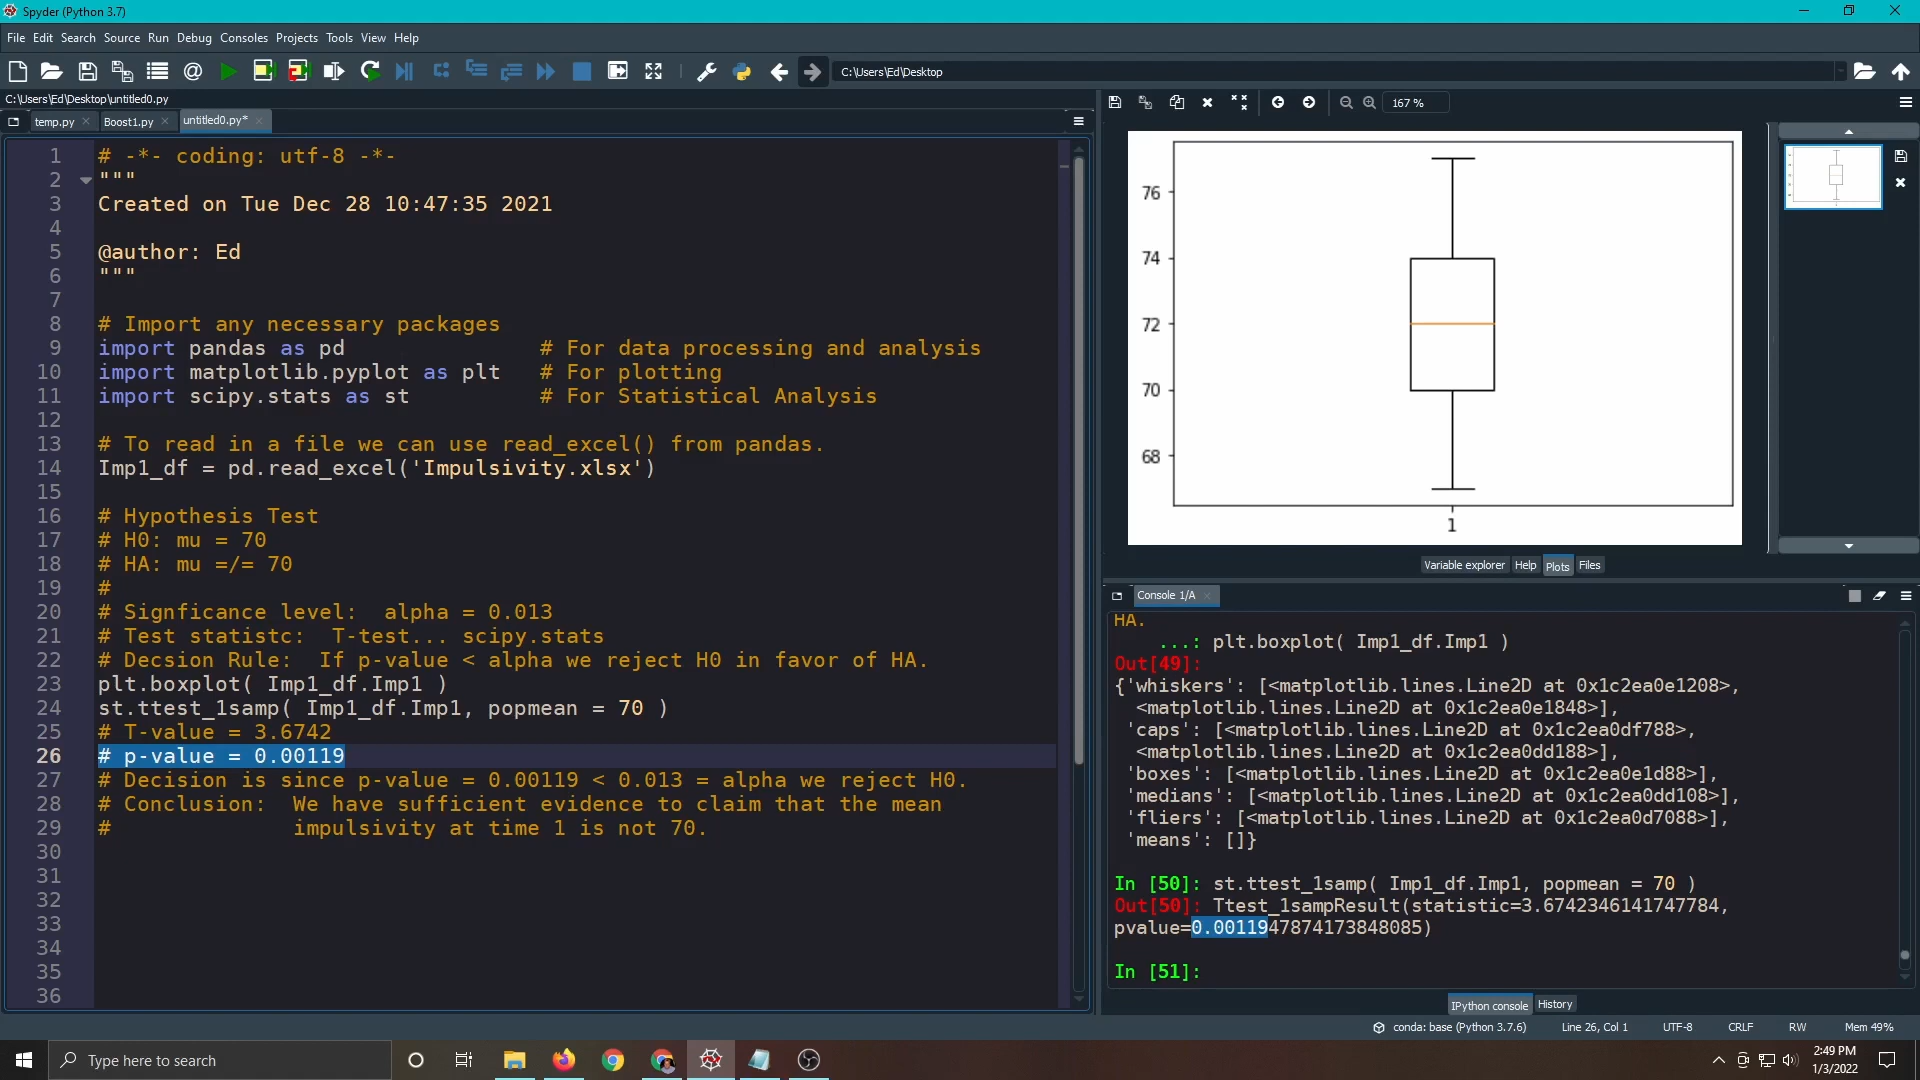 Spyder (Python 3.7)
File Edit Search Source Run Debug Consoles Projects Tools View Help
C:\Users\Ed\Desktop
C:\Users\Ed\Desktop\untitled0.py
temp.py Boost1.py untitled0.py*
1 # -*- coding: utf-8 -*-
2 """
3 Created on Tue Dec 28 10:47:35 2021
4
5 @author: Ed
6 """
7
8 # Import any necessary packages
9 import pandas as pd # For data processing and analysis
10 import matplotlib.pyplot as plt # For plotting
11 import scipy.stats as st # For Statistical Analysis
12
13 # To read in a file we can use read_excel() from pandas.
14 Imp1_df = pd.read_excel('Impulsivity.xlsx')
15
16 # Hypothesis Test
17 # H0: mu = 70
18 # HA: mu =/= 70
19 #
20 # Signficance level: alpha = 0.013
21 # Test statistc: T-test... scipy.stats
22 # Decsion Rule: If p-value < alpha we reject H0 in favor of HA.
23 plt.boxplot( Imp1_df.Imp1 )
24 st.ttest_1samp( Imp1_df.Imp1, popmean = 70 )
25 # T-value = 3.6742
26 # p-value = 0.00119
27 # Decision is since p-value = 0.00119 < 0.013 = alpha we reject H0.
28 # Conclusion: We have sufficient evidence to claim that the mean
29 # impulsivity at time 1 is not 70.
30
31
32
33
34
35
36
167 %
76
74
72
70
68
1
Variable explorer Help Plots Files
Console 1/A
HA.
...: plt.boxplot( Imp1_df.Imp1 )
Out[49]:
{'whiskers': [<matplotlib.lines.Line2D at 0x1c2ea0e1208>,
<matplotlib.lines.Line2D at 0x1c2ea0e1848>],
'caps': [<matplotlib.lines.Line2D at 0x1c2ea0df788>,
<matplotlib.lines.Line2D at 0x1c2ea0dd188>],
'boxes': [<matplotlib.lines.Line2D at 0x1c2ea0e1d88>],
'medians': [<matplotlib.lines.Line2D at 0x1c2ea0dd108>],
'fliers': [<matplotlib.lines.Line2D at 0x1c2ea0d7088>],
'means': []}
In [50]: st.ttest_1samp( Imp1_df.Imp1, popmean = 70 )
Out[50]: Ttest_1sampResult(statistic=3.6742346141747784,
pvalue=0.0011947874173848085)
In [51]:
IPython console History
conda: base (Python 3.7.6) Line 26, Col 1 UTF-8 CRLF RW Mem 49%
Type here to search
2:49 PM
1/3/2022